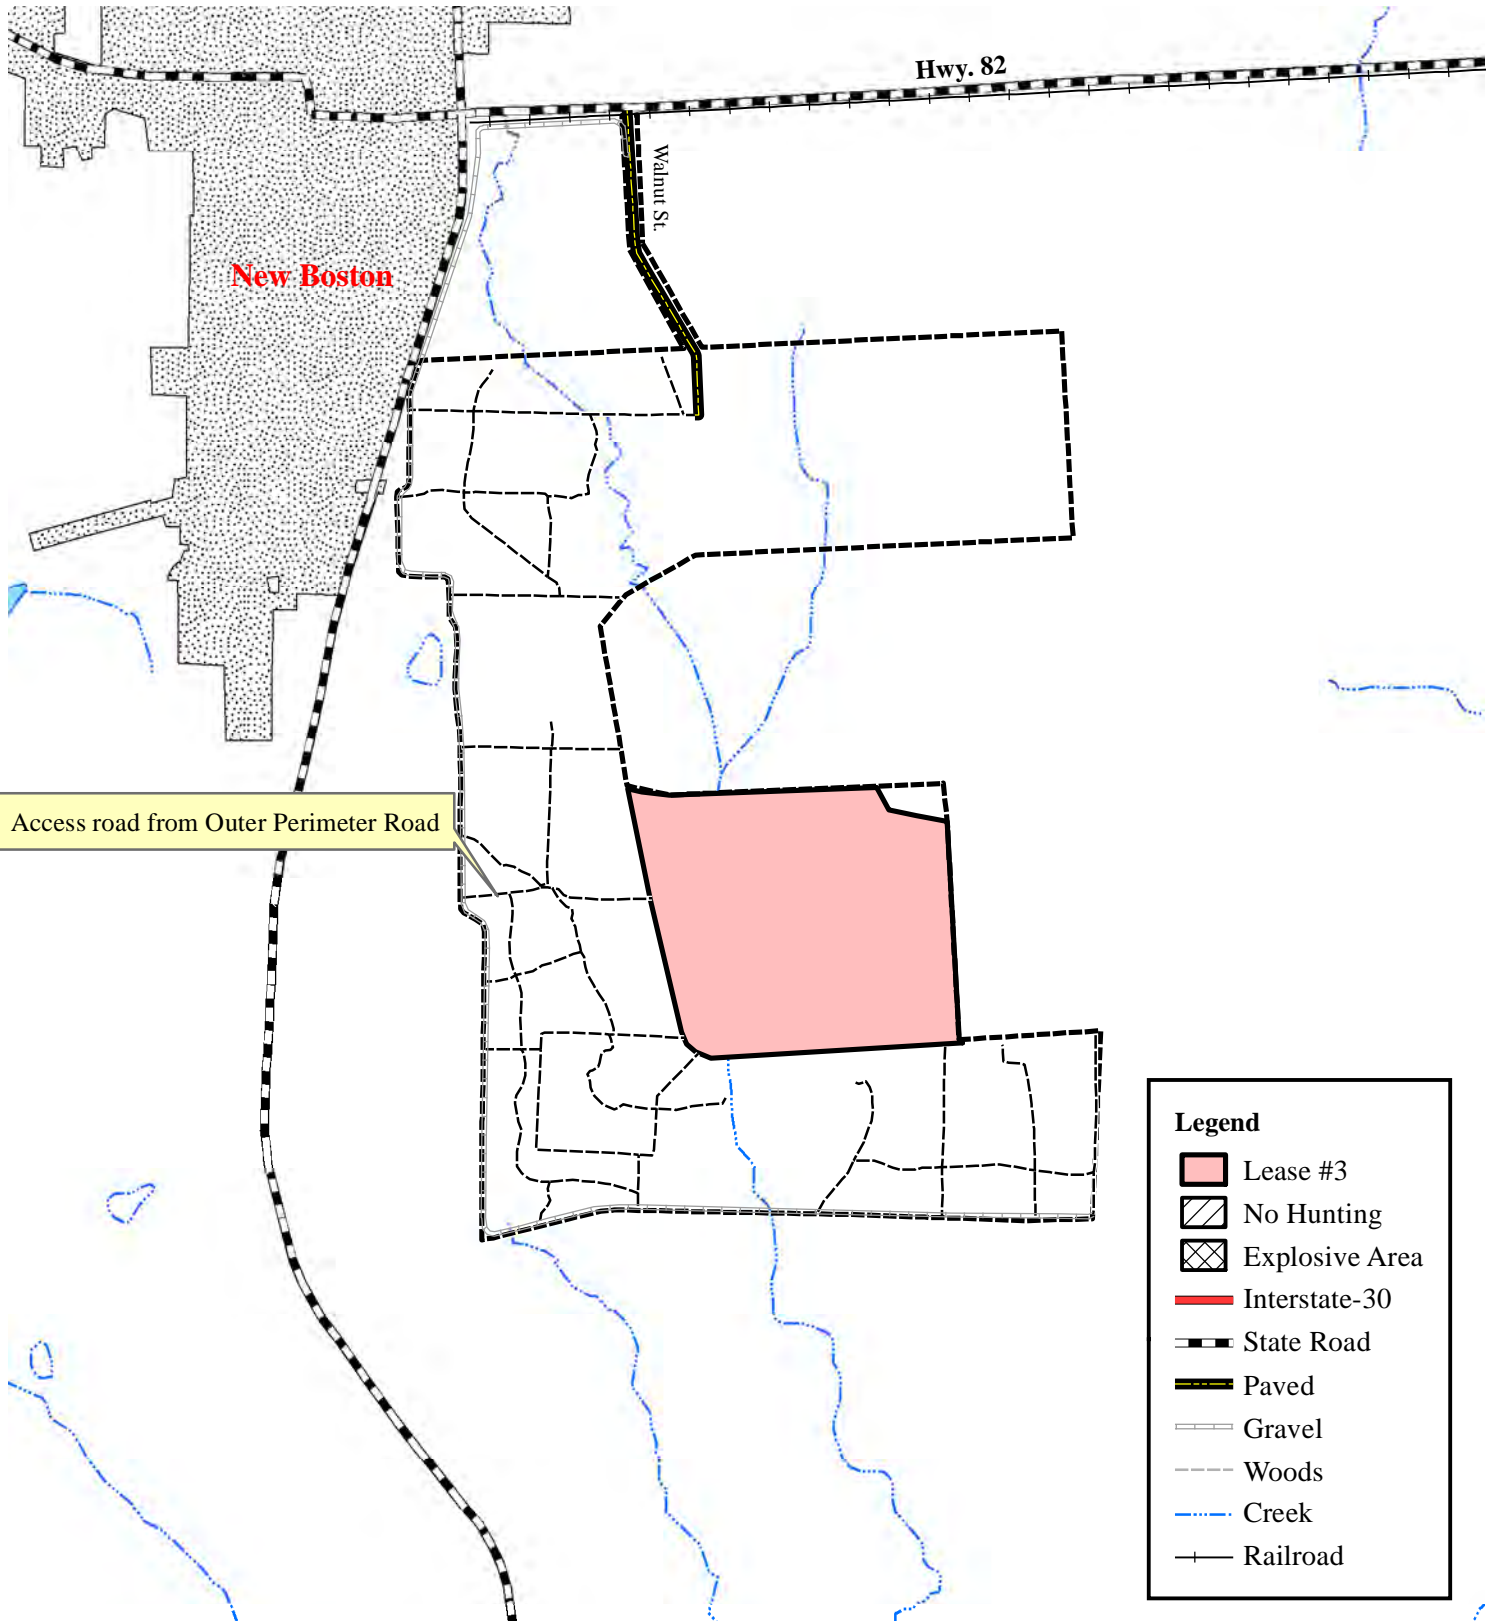 Hwy. 82
Walnut St.
New Boston
Access road from Outer Perimeter Road
Legend
Lease #3
No Hunting
Explosive Area
Interstate-30
State Road
Paved
Gravel
Woods
Creek
Railroad